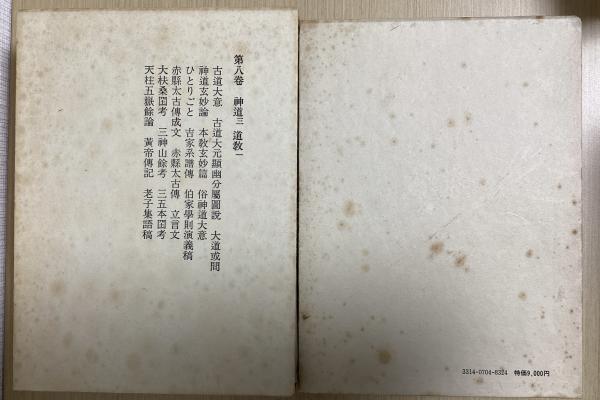 第八巻 神道三 道教一
古道大意 古道大元顯幽分屬圖說 大道或問
神道玄妙論 本教玄妙篇 俗神道大意
ひとりごと 吉家系譜傳 伯家學則演義稿
赤縣太古傳成文 赤縣太古傳 立言文
大扶桑國考 三神山餘考 三五本國考
天柱五嶽餘論 黃帝傳記 老子集語稿
3314-0704-8324 特価9,000円